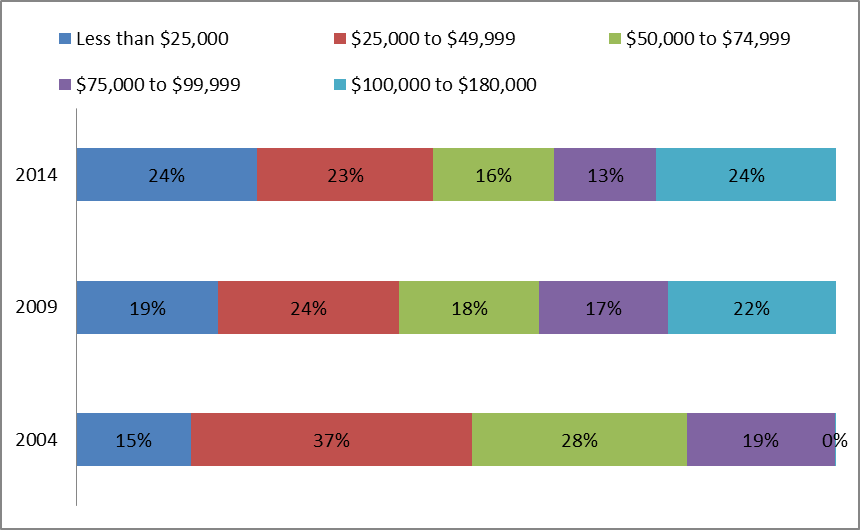 Less than $25,000 $25,000 to $49,999 $50,000 to $74,999
$75,000 to $99,999 $100,000 to $180,000
2014 24% 23% 16% 13% 24%
2009 19% 24% 18% 17% 22%
2004 15% 37% 28% 19% 0%